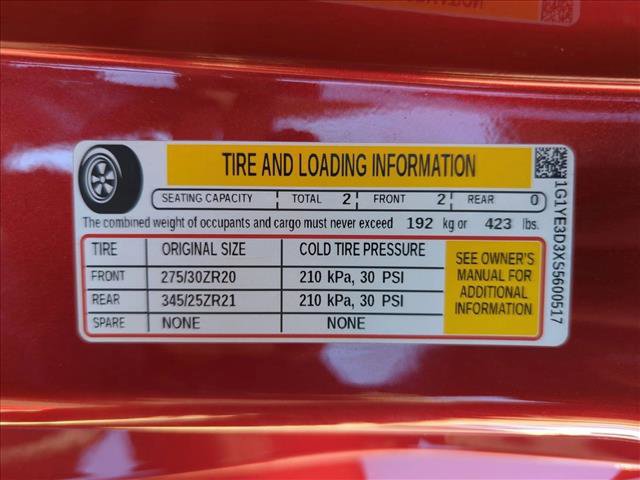 TIRE AND LOADING INFORMATION
SEATING CAPACITY TOTAL 2 FRONT 2 REAR 0
The combined weight of occupants and cargo must never exceed 192 kg or 423 lbs.
TIRE ORIGINAL SIZE COLD TIRE PRESSURE
FRONT 275/30ZR20 210 kPa, 30 PSI
REAR 345/25ZR21 210 kPa, 30 PSI
SPARE NONE NONE
SEE OWNER'S
MANUAL FOR
ADDITIONAL
INFORMATION
1G1YE3D3XS5600517